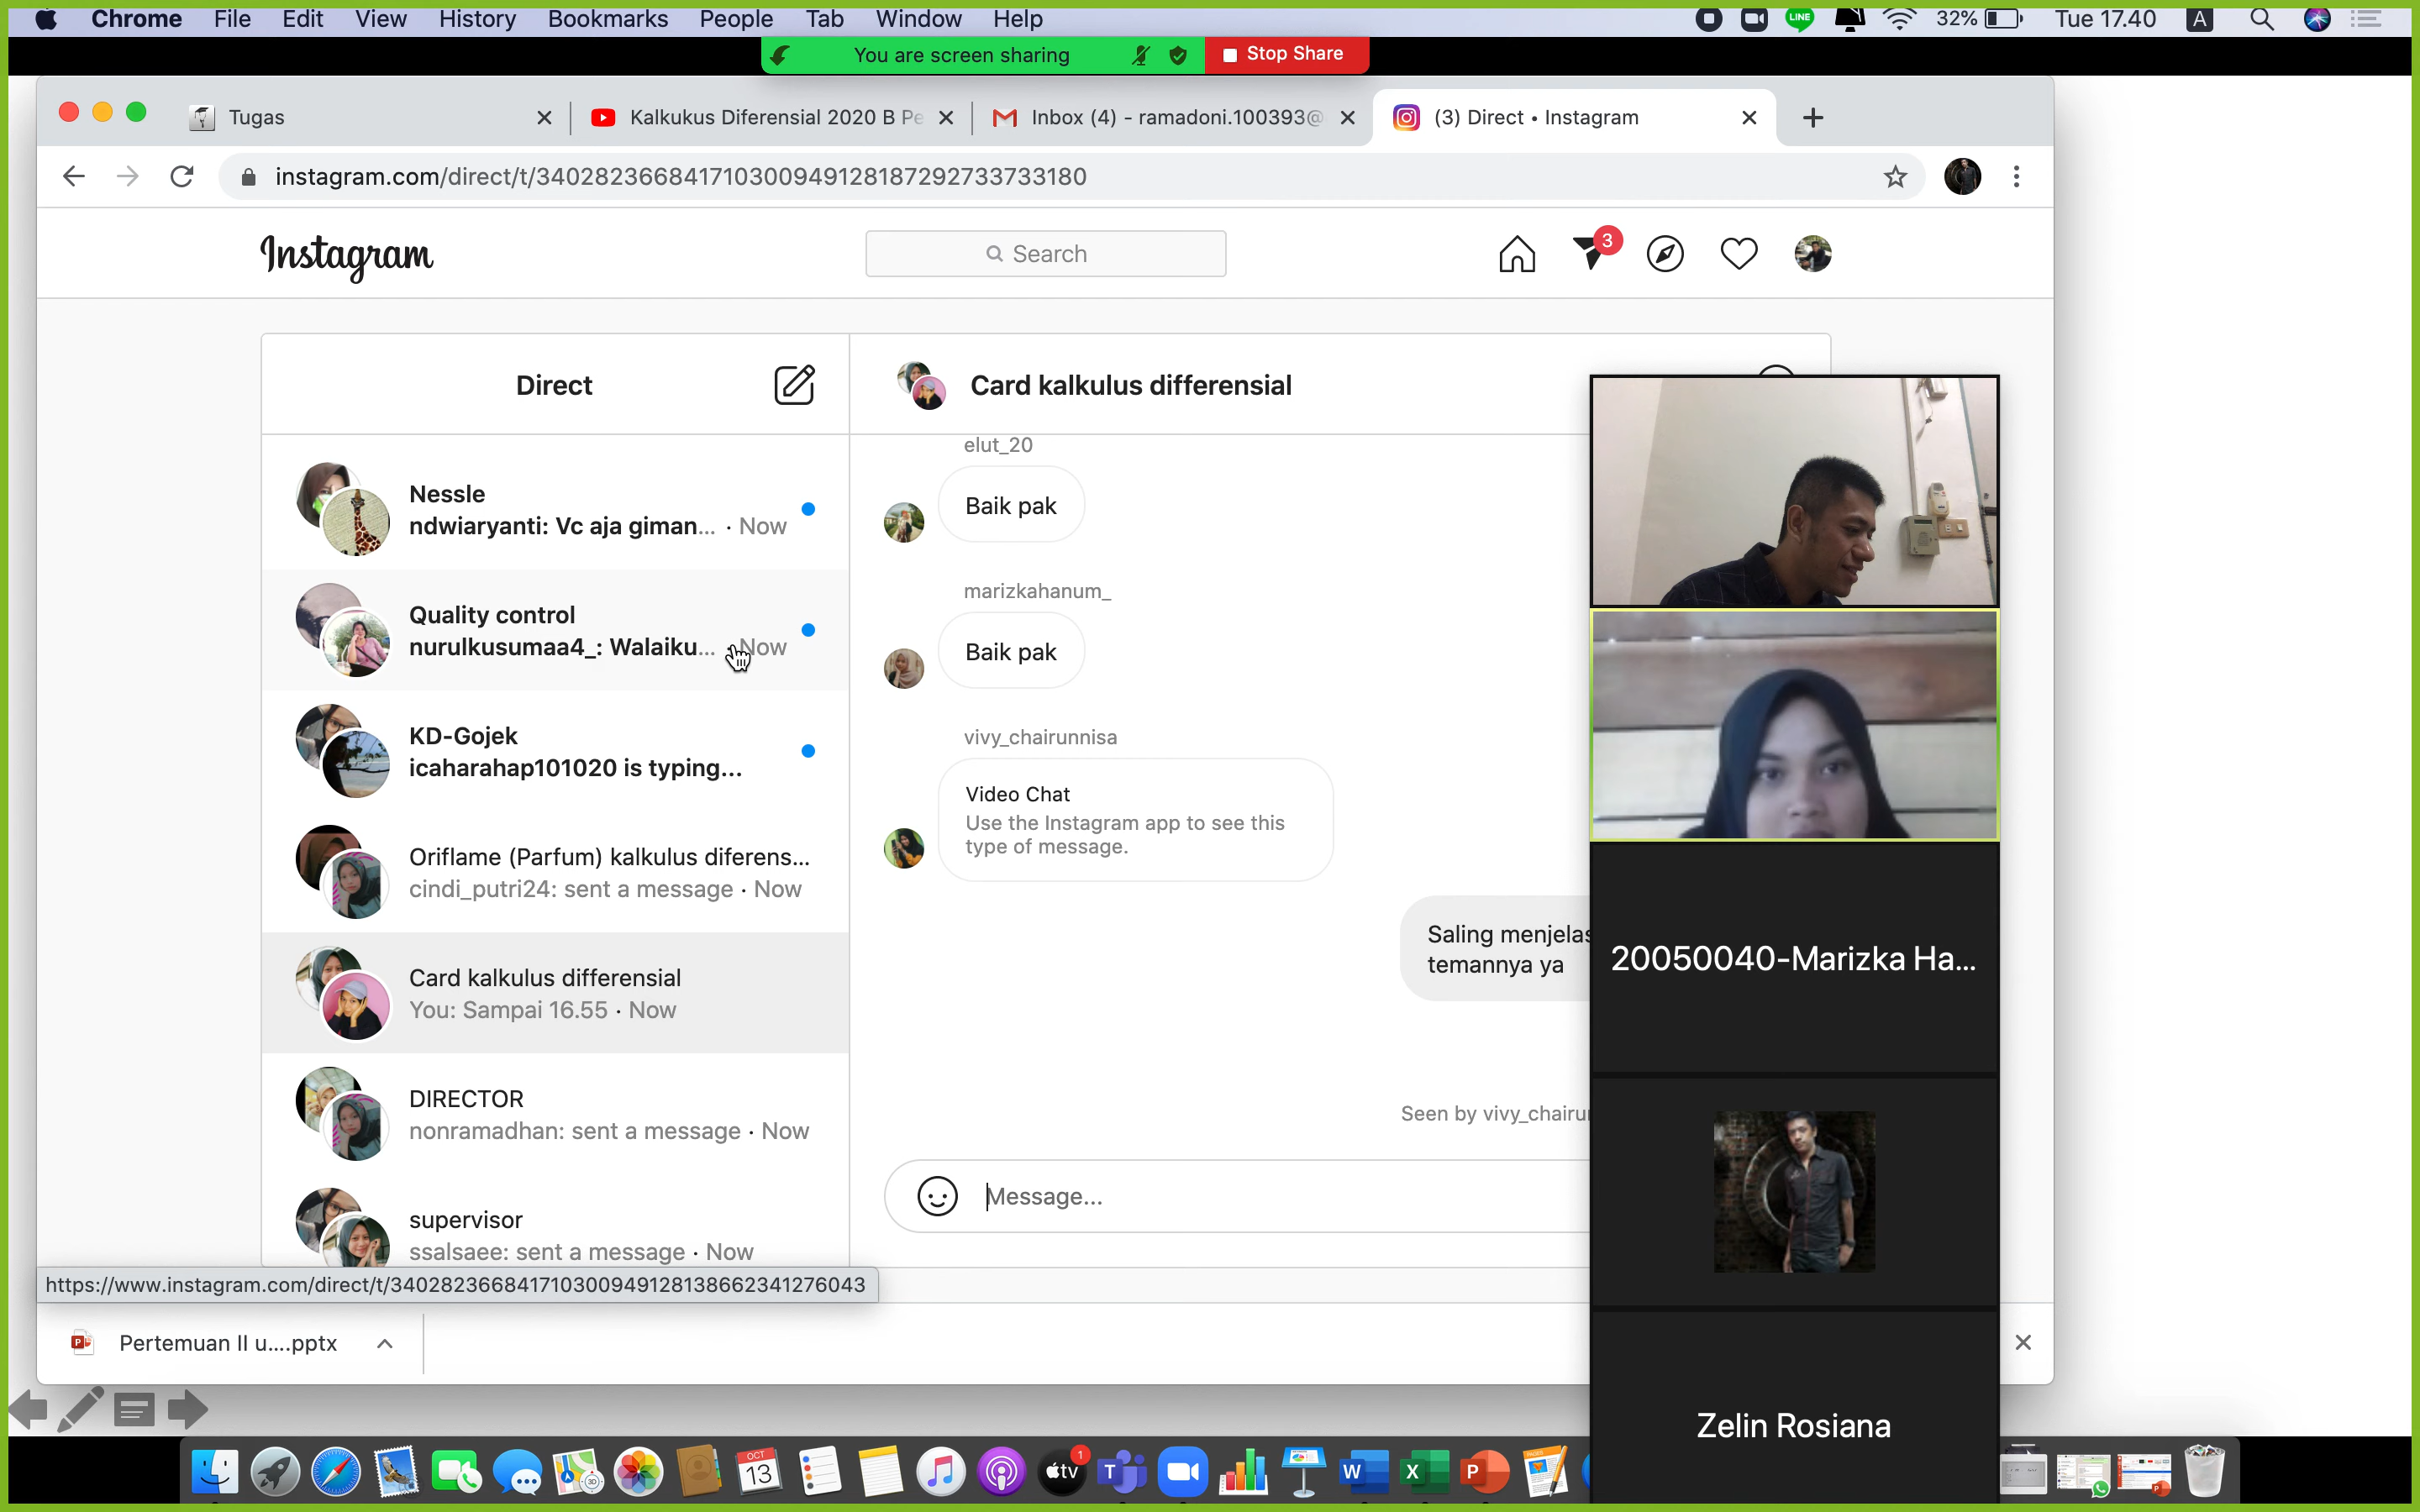 Chrome File Edit View History Bookmarks People Tab Window Help
LINE 32% Tue 17.40 A
You are screen sharing Stop Share
Tugas
Kalkukus Diferensial 2020 B Pe
Inbox (4) - ramadoni.100393@
(3) Direct • Instagram
instagram.com/direct/t/340282366841710300949128187292733733180
Instagram
Search
3
Direct
Card kalkulus differensial
Nessle
ndwiaryanti: Vc aja giman... · Now
Quality control
nurulkusumaa4_: Walaiku... Now
KD-Gojek
icaharahap101020 is typing...
Oriflame (Parfum) kalkulus diferens...
cindi_putri24: sent a message · Now
Card kalkulus differensial
You: Sampai 16.55 · Now
DIRECTOR
nonramadhan: sent a message · Now
supervisor
ssalsaee: sent a message · Now
elut_20
Baik pak
marizkahanum_
Baik pak
vivy_chairunnisa
Video Chat
Use the Instagram app to see this
type of message.
Saling menjelas
temannya ya
Seen by vivy_chairu
Message...
20050040-Marizka Ha...
Zelin Rosiana
https://www.instagram.com/direct/t/340282366841710300949128138662341276043
Pertemuan II u....pptx
OCT
13
3D
tv
1
T
W
X
P
PAGES